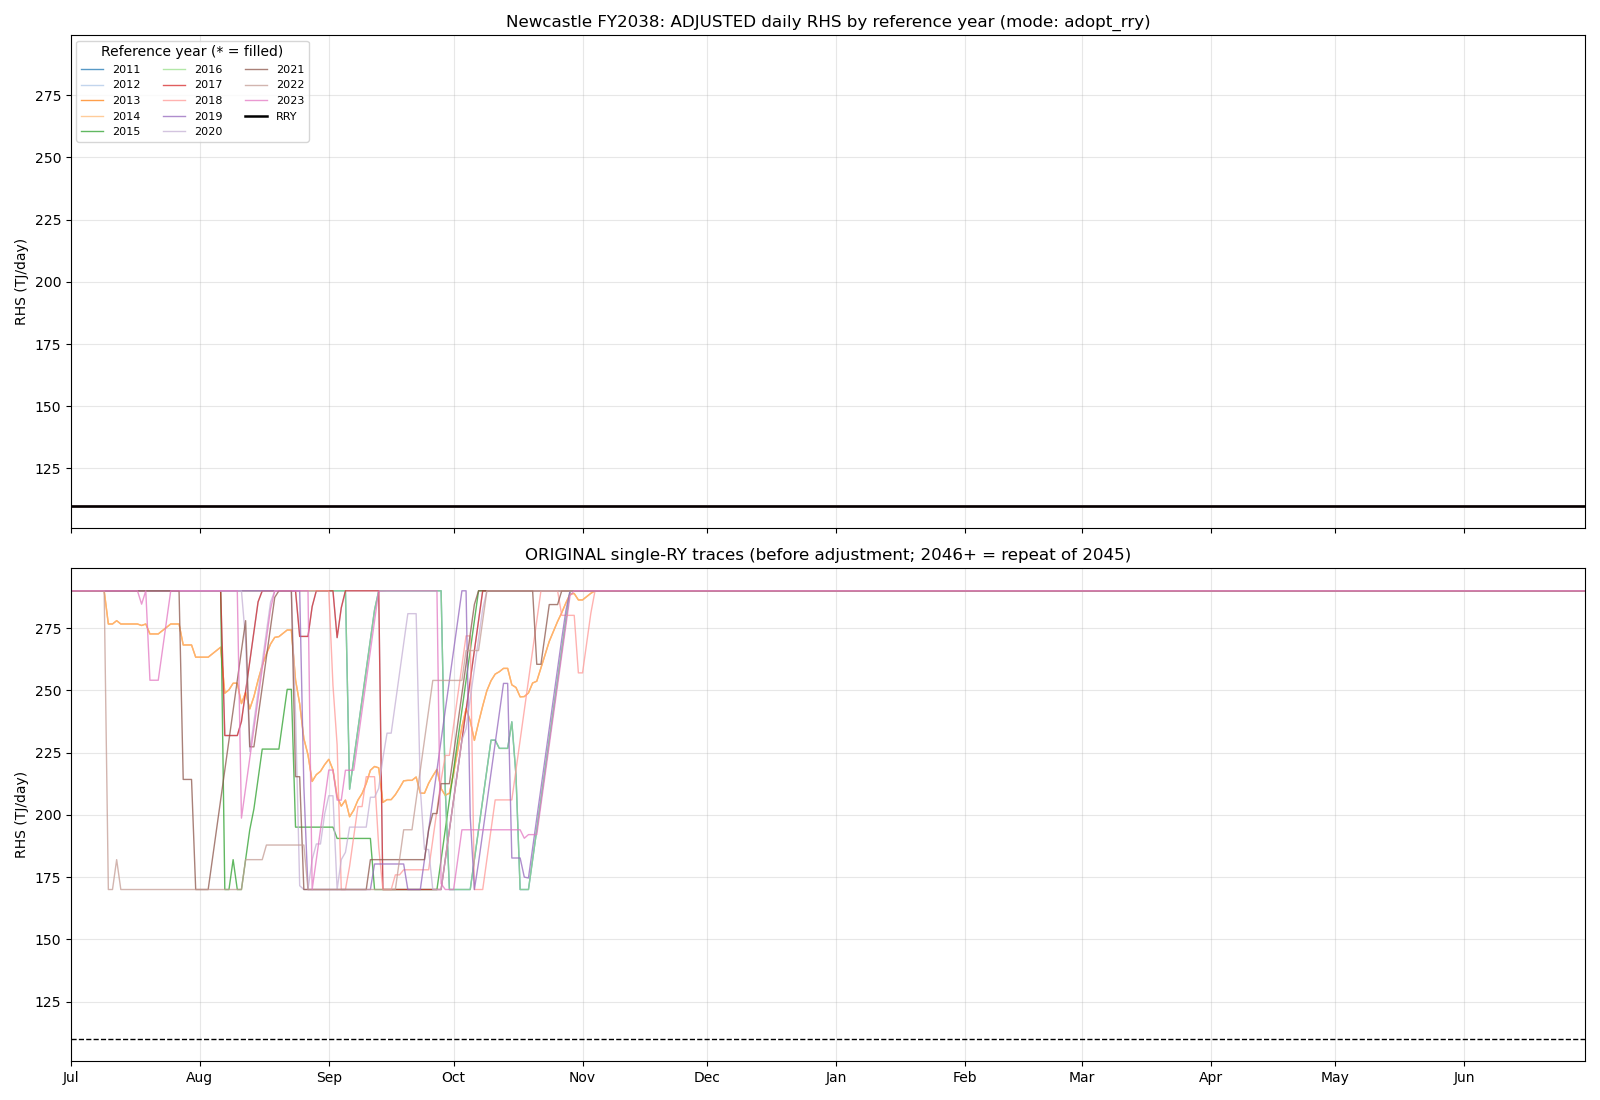 Newcastle FY2038: ADJUSTED daily RHS by reference year (mode: adopt_rry)
Reference year (* = filled)
2011 2016 2021
2012 2017 2022
2013 2018 2023
2014 2019 RRY
2015 2020
275
250
225
200
175
150
125
RHS (TJ/day)
ORIGINAL single-RY traces (before adjustment; 2046+ = repeat of 2045)
275
250
225
200
175
150
125
RHS (TJ/day)
Jul Aug Sep Oct Nov Dec Jan Feb Mar Apr May Jun